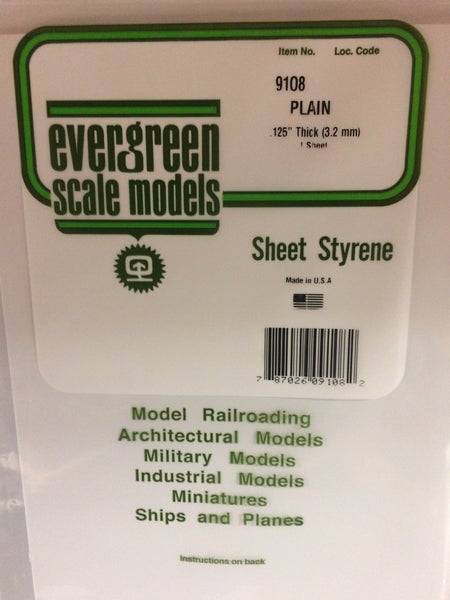 Item No. Loc. Code
9108
PLAIN
.125" Thick (3.2 mm)
1 Sheet
evergreen
scale models
Sheet Styrene
Made in U.S.A
7 87026 09108 2
Model Railroading
Architectural Models
Military Models
Industrial Models
Miniatures
Ships and Planes
Instructions on back